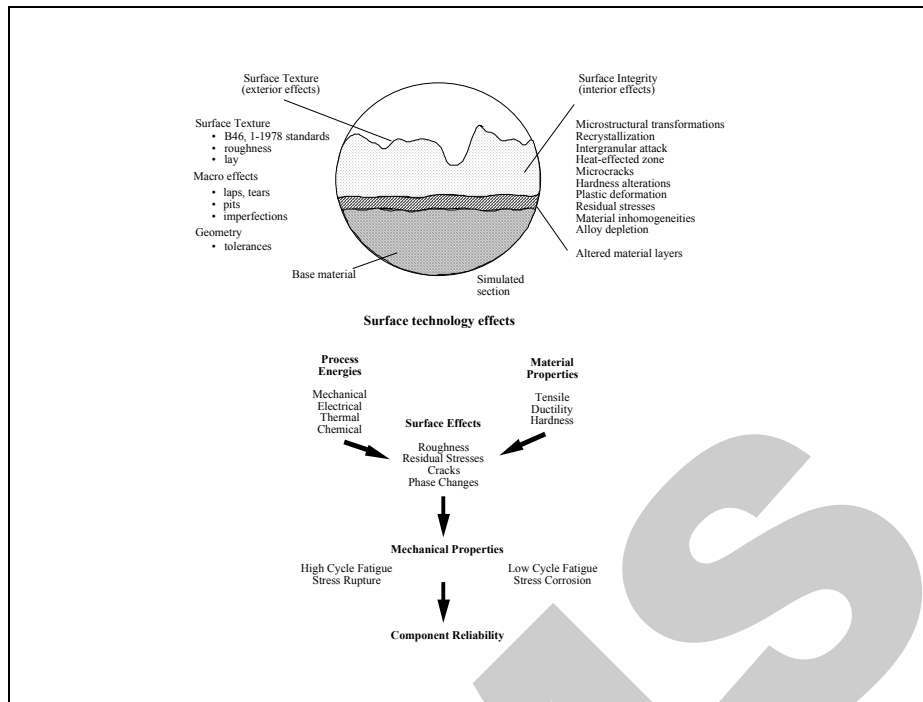 Surface Texture
(exterior effects)
Surface Integrity
(interior effects)
Surface Texture
• B46, 1-1978 standards
• roughness
• lay
Macro effects
• laps, tears
• pits
• imperfections
Geometry
• tolerances
Microstructural transformations
Recrystallization
Intergranular attack
Heat-effected zone
Microcracks
Hardness alterations
Plastic deformation
Residual stresses
Material inhomogeneities
Alloy depletion
Altered material layers
Base material
Simulated
section
Surface technology effects
Process
Energies
Mechanical
Electrical
Thermal
Chemical
Material
Properties
Tensile
Ductility
Hardness
Surface Effects
Roughness
Residual Stresses
Cracks
Phase Changes
Mechanical Properties
High Cycle Fatigue
Stress Rupture
Low Cycle Fatigue
Stress Corrosion
Component Reliability